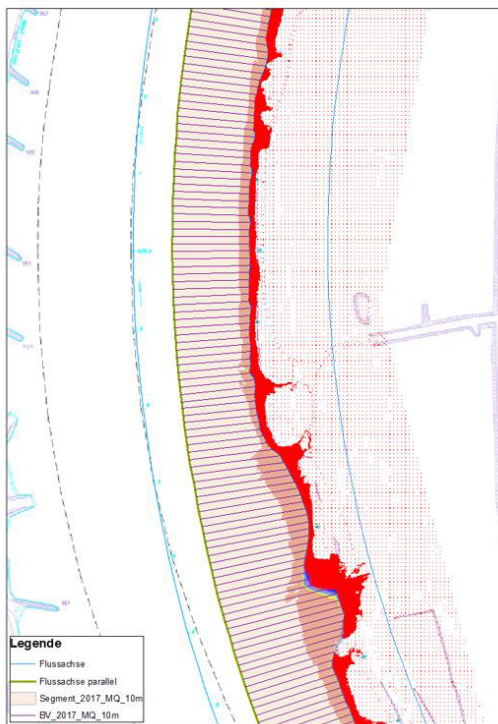 Legende
Flussachse
Flussachse parallel
Segment_2017_MQ_10m
BV_2017_MQ_10m